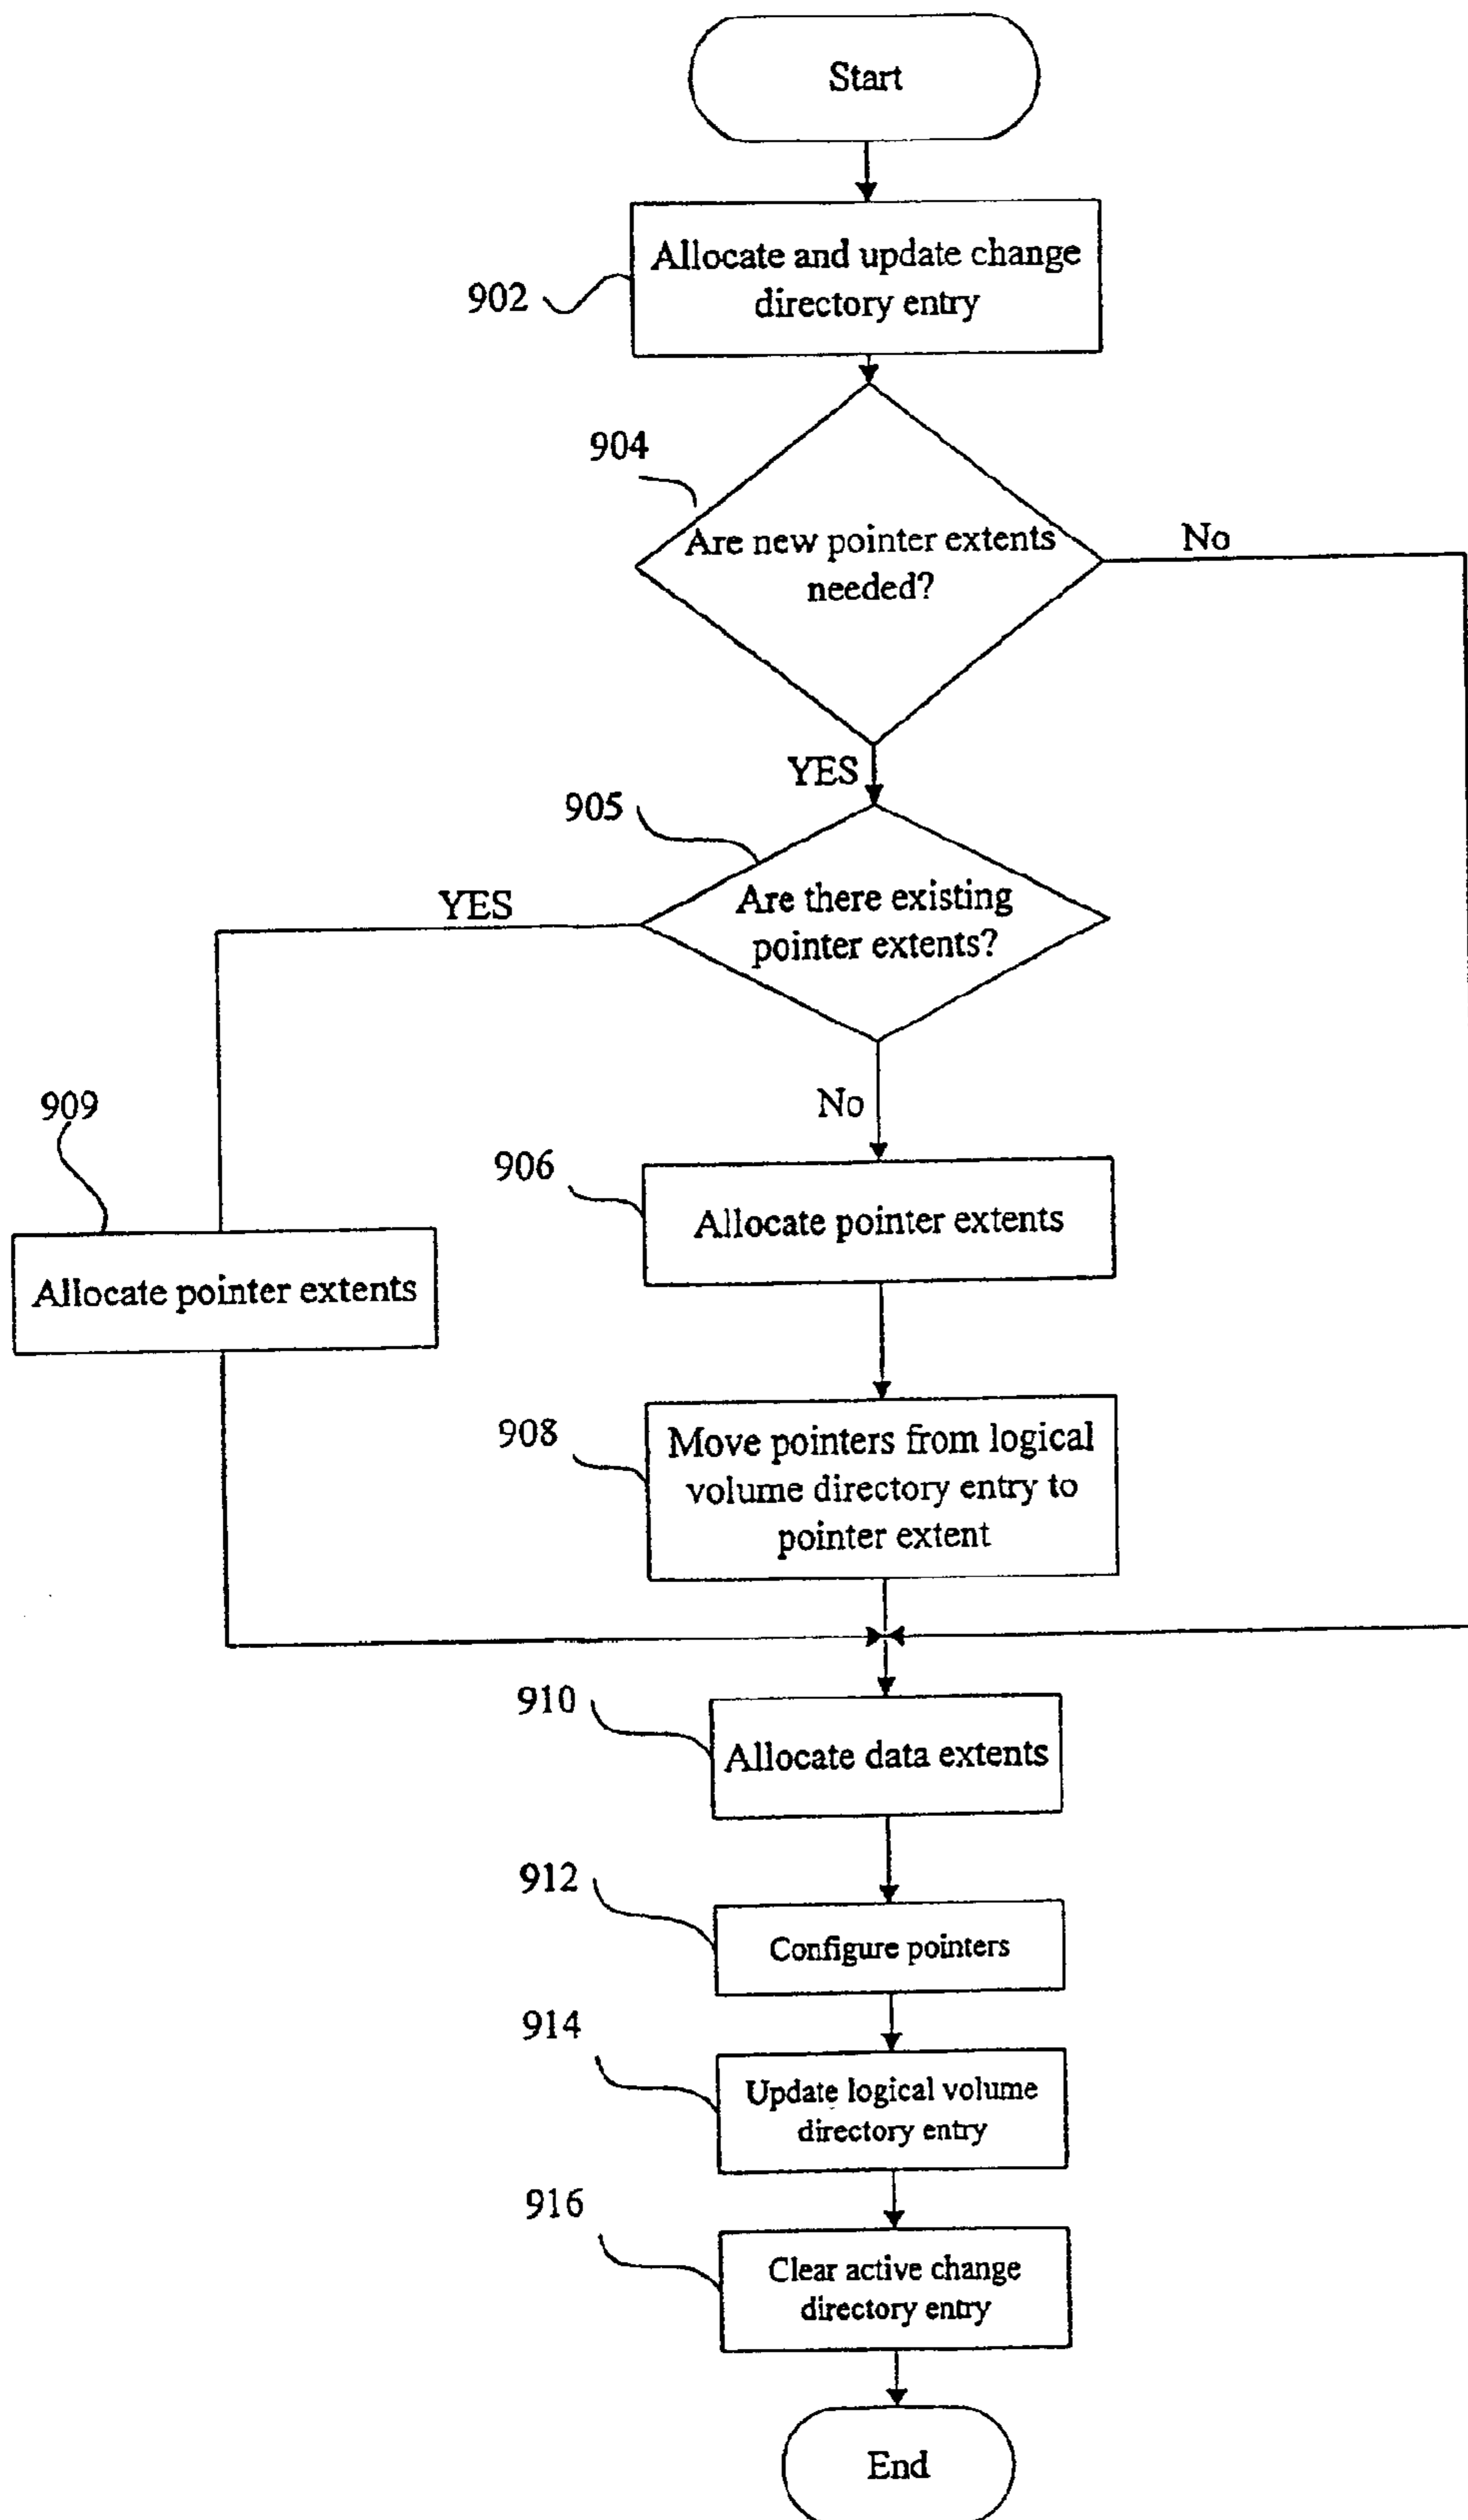 Start
Allocate and update change
directory entry
902
904
Are new pointer extents
needed?
No
YES
905
Are there existing
pointer extents?
YES
No
909
906
Allocate pointer extents
Allocate pointer extents
908
Move pointers from logical
volume directory entry to
pointer extent
910
Allocate data extents
912
Configure pointers
914
Update logical volume
directory entry
916
Clear active change
directory entry
End